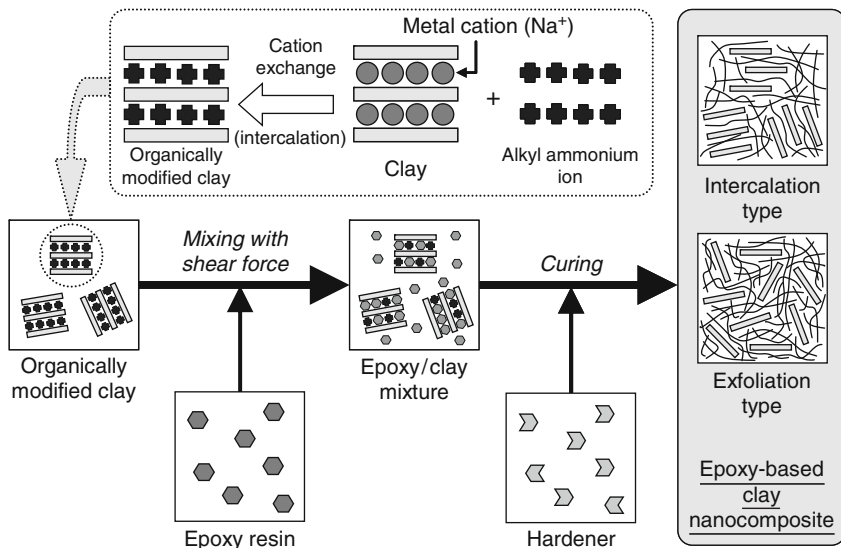 Metal cation (Na⁺)
Cation
exchange
(intercalation)
+
Organically
modified clay
Clay
Alkyl ammonium
ion
Intercalation
type
Mixing with
shear force
Curing
Organically
modified clay
Epoxy/clay
mixture
Exfoliation
type
Epoxy resin
Hardener
Epoxy-based
clay
nanocomposite